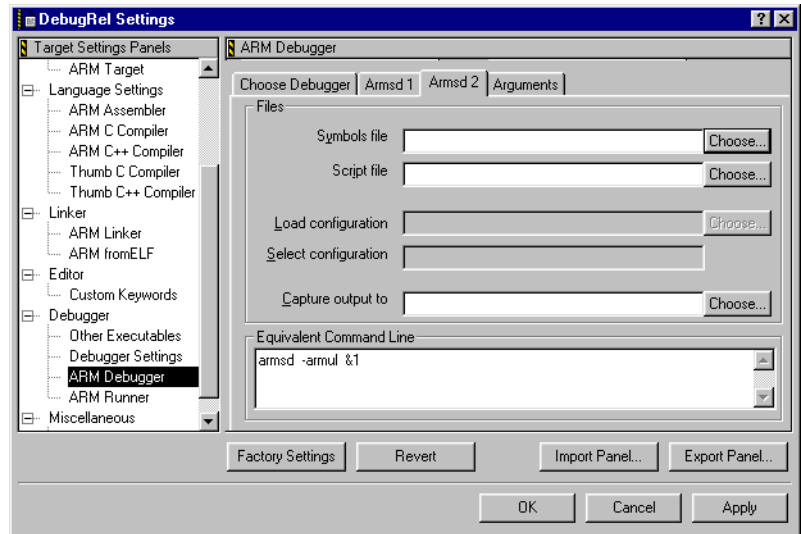 DebugRel Settings
Target Settings Panels
ARM Target
Language Settings
ARM Assembler
ARM C Compiler
ARM C++ Compiler
Thumb C Compiler
Thumb C++ Compiler
Linker
ARM Linker
ARM fromELF
Editor
Custom Keywords
Debugger
Other Executables
Debugger Settings
ARM Debugger
ARM Runner
Miscellaneous
ARM Debugger
Choose Debugger Armsd 1 Armsd 2 Arguments
Files
Symbols file Choose...
Script file Choose...
Load configuration Choose...
Select configuration
Capture output to Choose...
Equivalent Command Line
armsd -armul &1
Factory Settings Revert Import Panel... Export Panel...
OK Cancel Apply